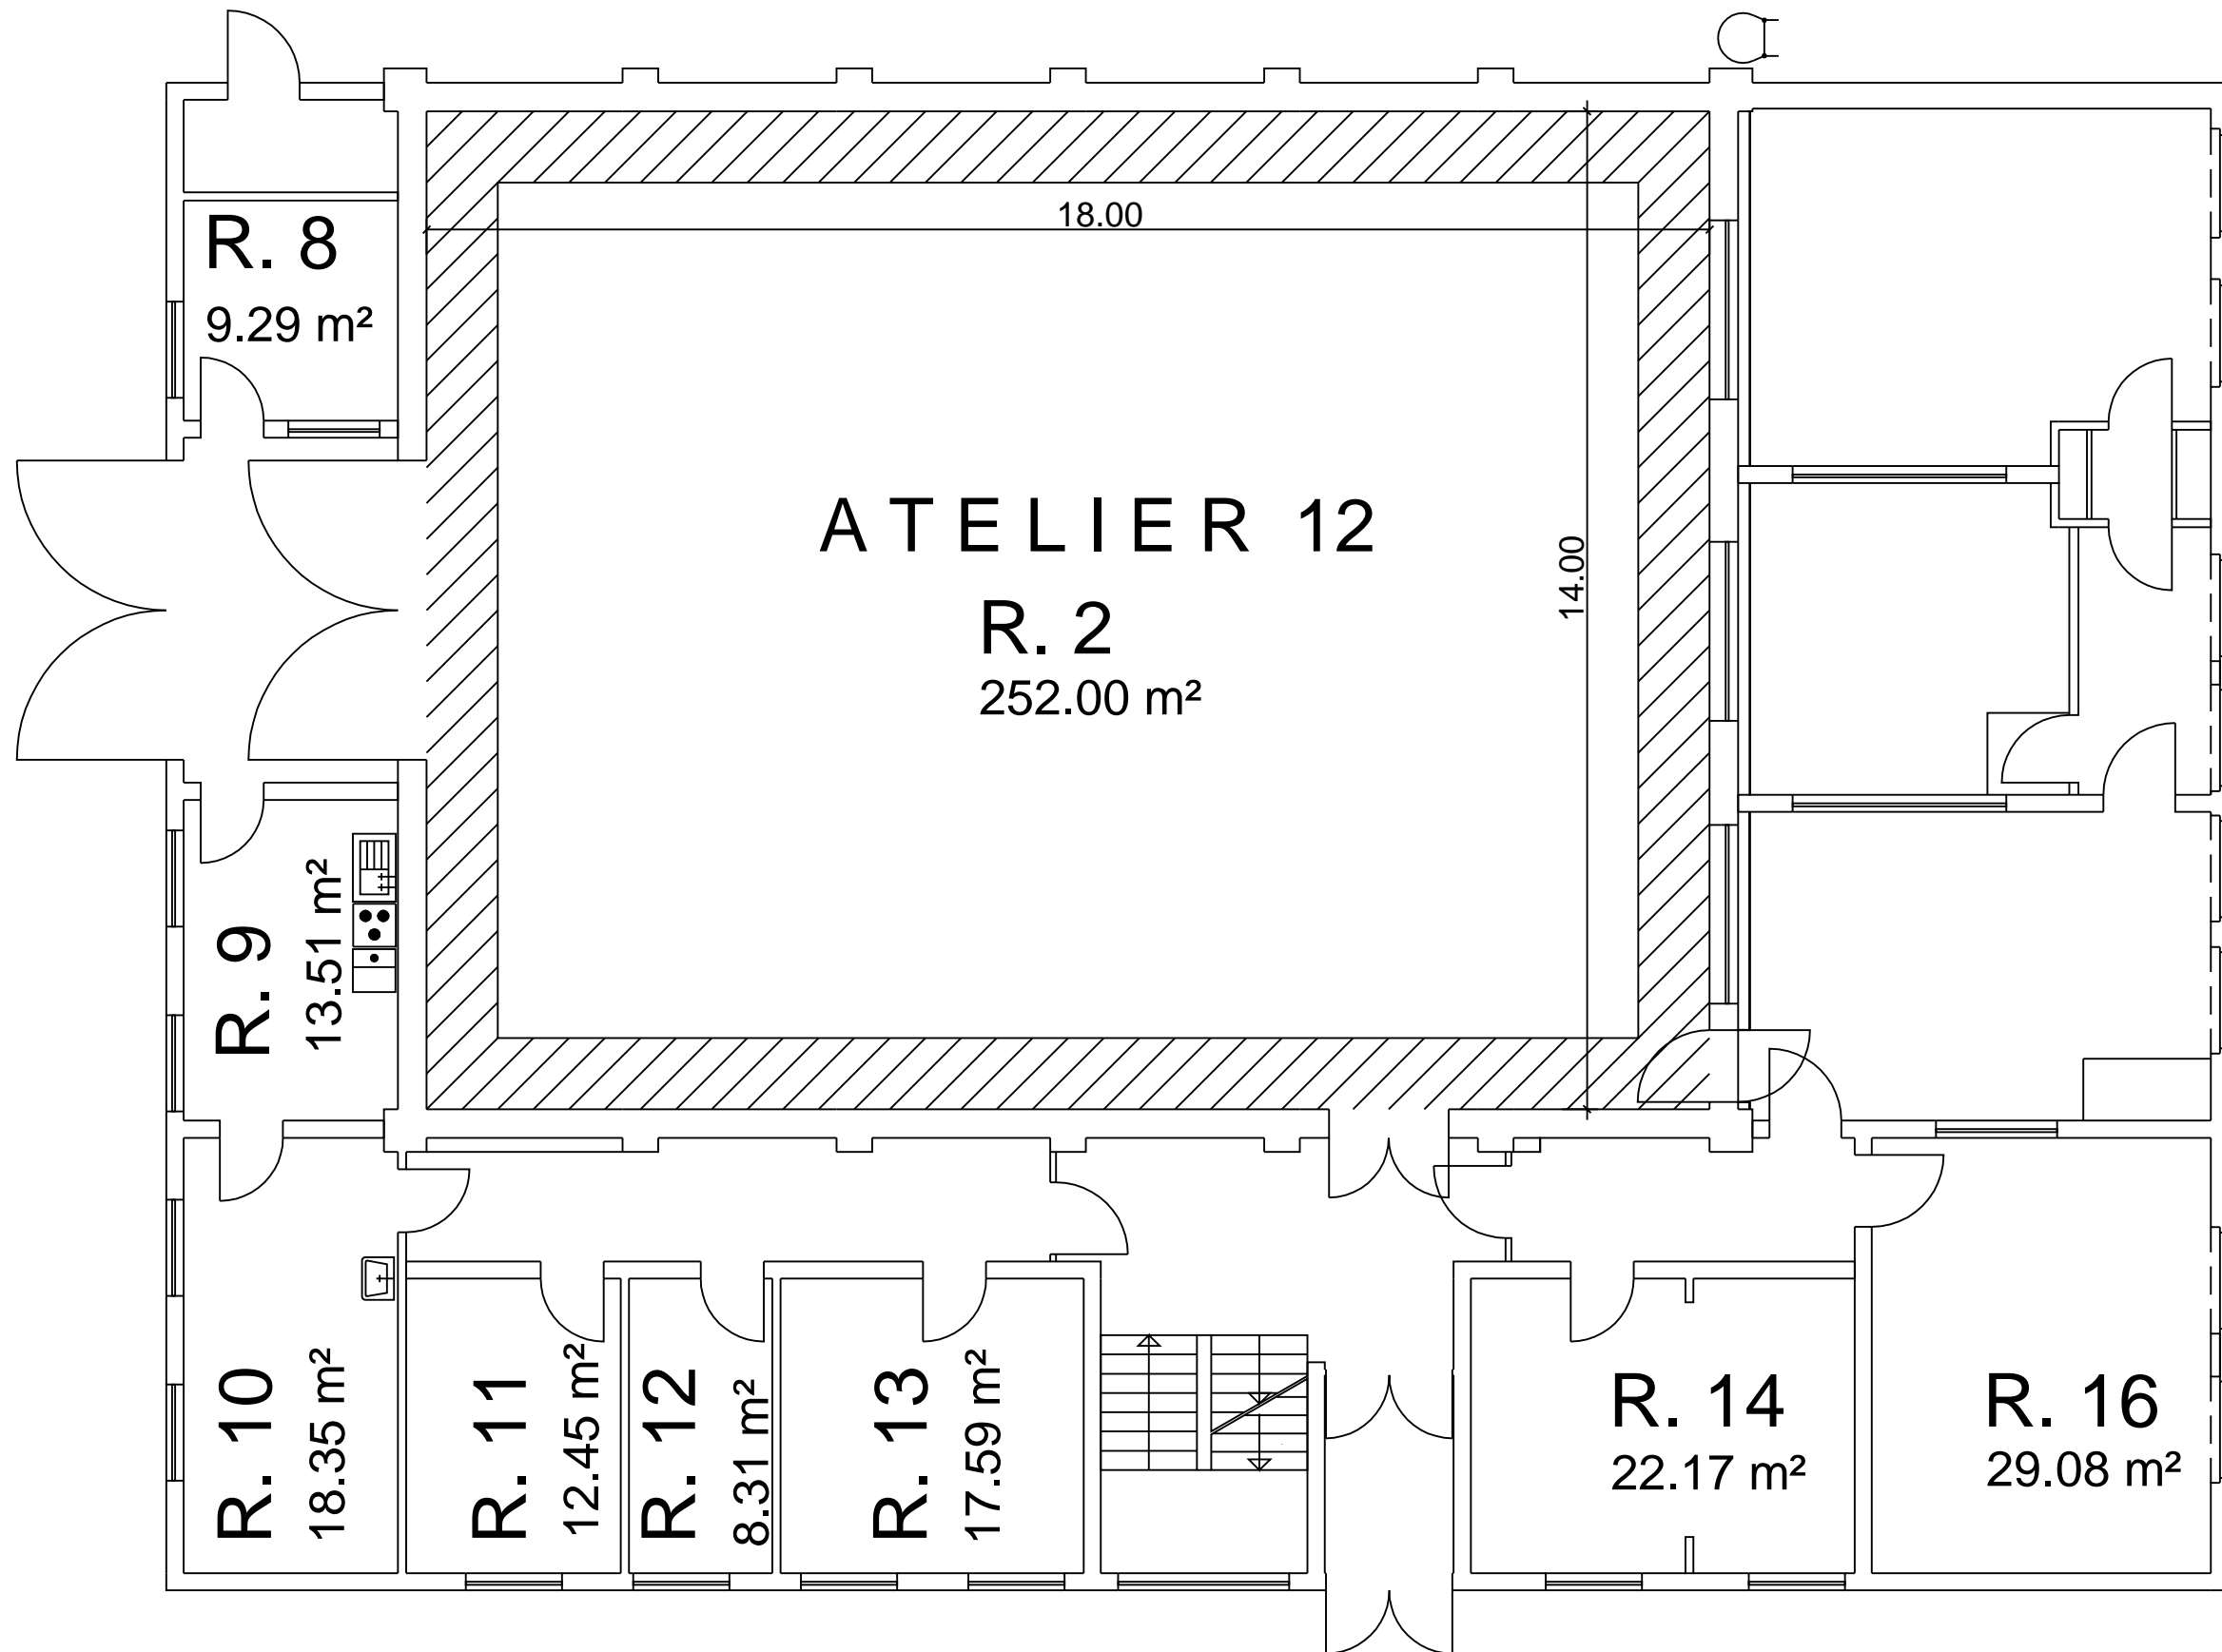 18.00
R. 8
9.29 m²
A T E L I E R 12
R. 2
252.00 m²
14.00
R. 9
13.51 m²
R. 10
18.35 m²
R. 11
12.45 m²
R. 12
8.31 m²
R. 13
17.59 m²
R. 14
22.17 m²
R. 16
29.08 m²